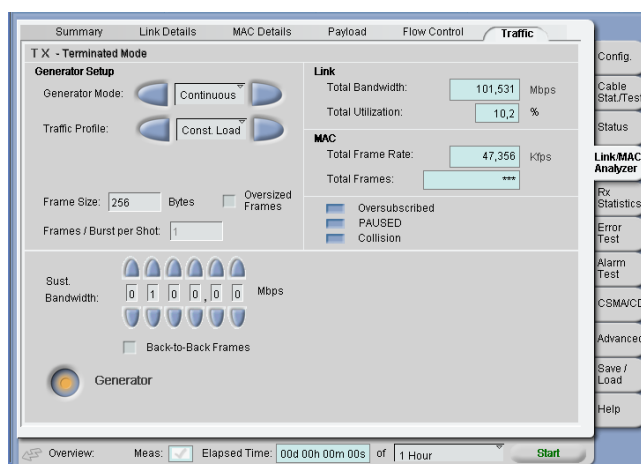 Summary Link Details MAC Details Payload Flow Control Traffic
TX - Terminated Mode
Generator Setup
Generator Mode: Continuous
Traffic Profile: Const. Load
Frame Size: 256 Bytes Oversized Frames
Frames / Burst per Shot: 1
Link
Total Bandwidth: 101,531 Mbps
Total Utilization: 10,2 %
MAC
Total Frame Rate: 47,356 Kfps
Total Frames: ***
Oversubscribed
PAUSED
Collision
Sust.
Bandwidth: 0 1 0 0 , 0 0 Mbps
Back-to-Back Frames
Generator
Config.
Cable
Stat./Test
Status
Link/MAC
Analyzer
Rx
Statistics
Error
Test
Alarm
Test
CSMA/CD
Advanced
Save /
Load
Help
Overview: Meas: Elapsed Time: 00d 00h 00m 00s of 1 Hour Start